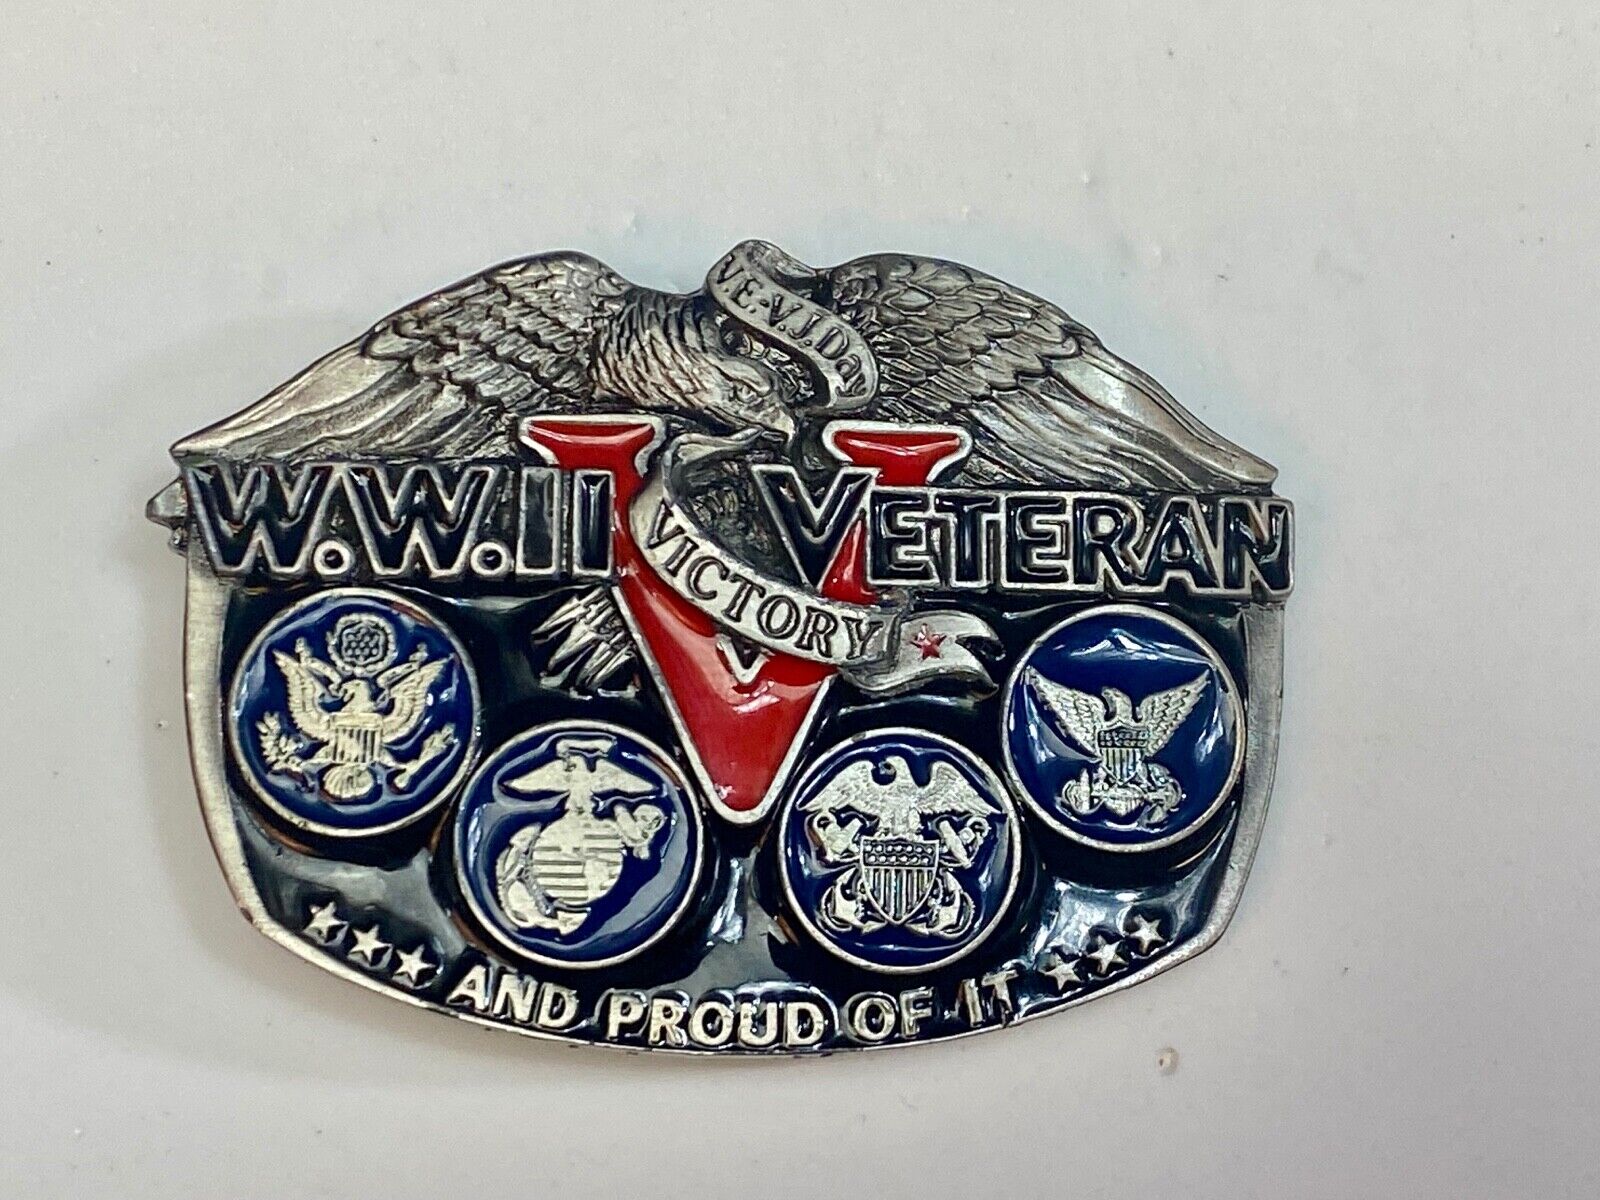 V.E.-V.J.Day
W.W.II VETERAN
VICTORY
AND PROUD OF IT